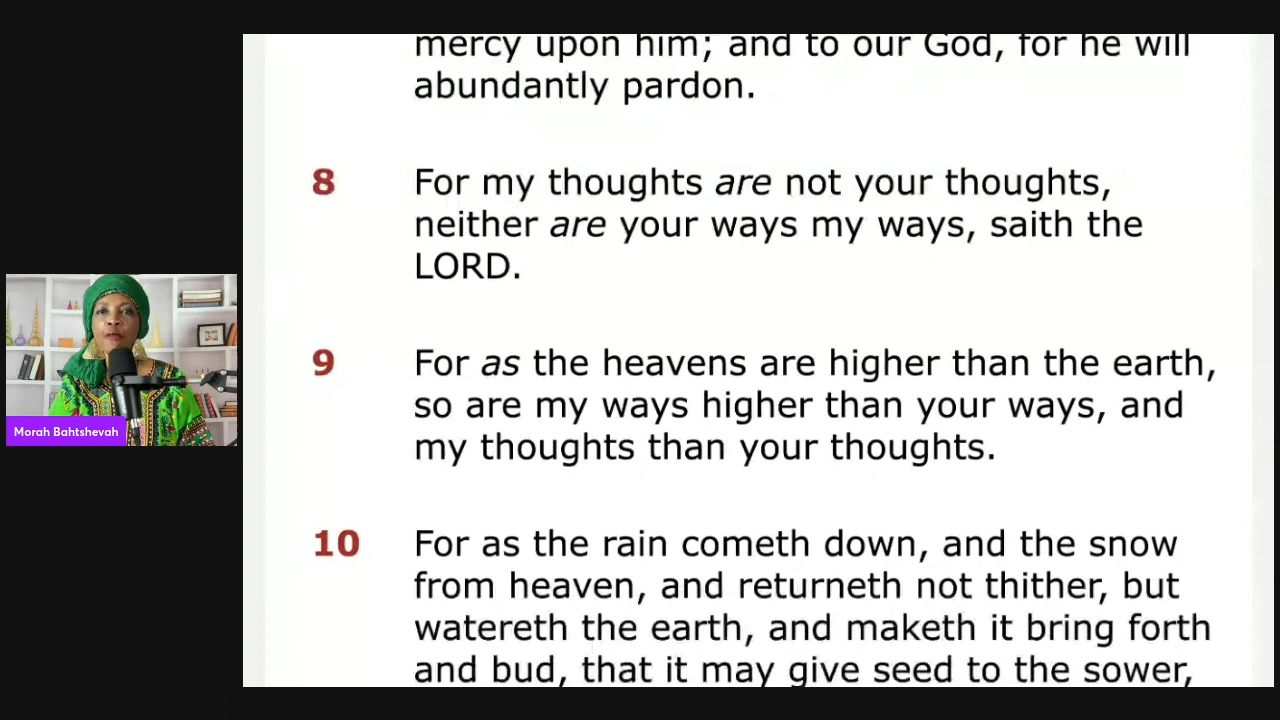 mercy upon him; and to our God, for he will
abundantly pardon.
8 For my thoughts are not your thoughts,
neither are your ways my ways, saith the
LORD.
9 For as the heavens are higher than the earth,
so are my ways higher than your ways, and
my thoughts than your thoughts.
10 For as the rain cometh down, and the snow
from heaven, and returneth not thither, but
watereth the earth, and maketh it bring forth
and bud, that it may give seed to the sower,
Morah Bahtshevah